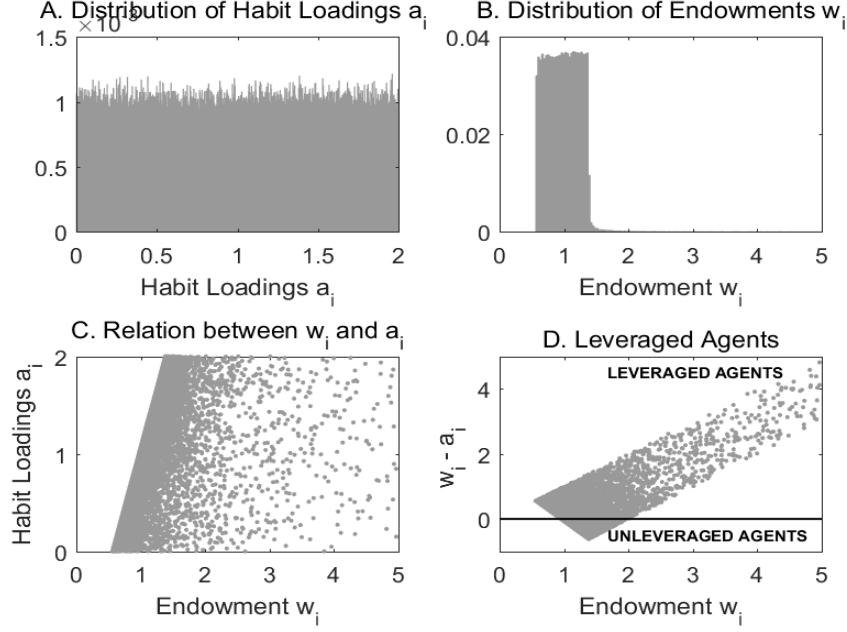 A. Distribution of Habit Loadings a_i
×10^-3
1.5
1
0.5
0
0 0.5 1 1.5 2
Habit Loadings a_i
B. Distribution of Endowments w_i
0.04
0.02
0
0 1 2 3 4 5
Endowment w_i
C. Relation between w_i and a_i
Habit Loadings a_i
2
1
0
0 1 2 3 4 5
Endowment w_i
D. Leveraged Agents
w_i - a_i
4
2
0
LEVERAGED AGENTS
UNLEVERAGED AGENTS
0 1 2 3 4 5
Endowment w_i